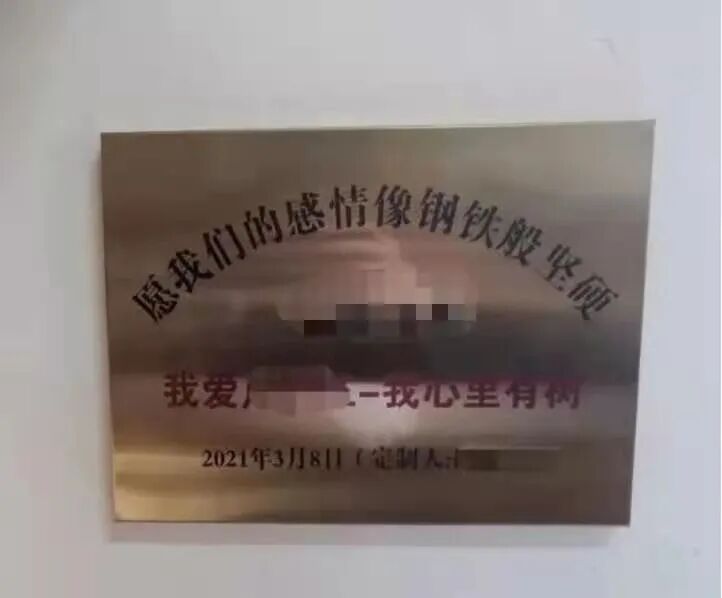 愿我们的感情像钢铁般坚硬
我爱 =我心里有树
2021年3月8日(定制人: